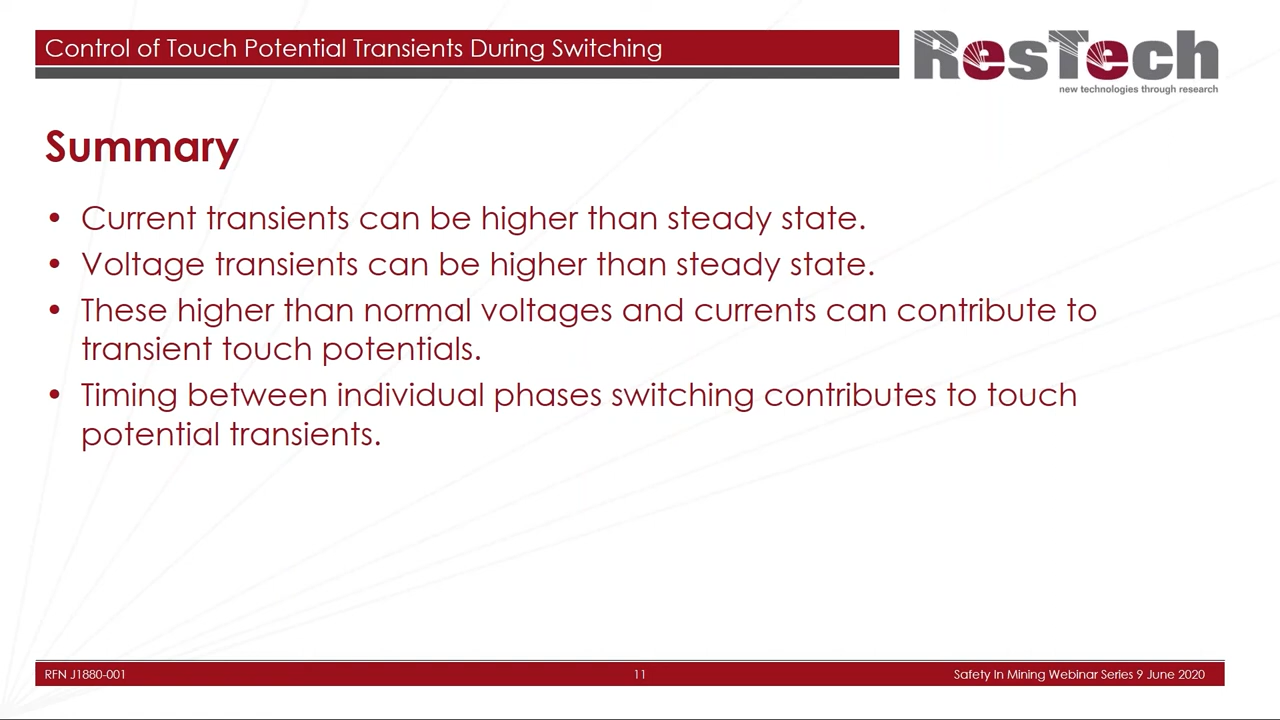 Control of Touch Potential Transients During Switching
ResTech
new technologies through research
Summary
• Current transients can be higher than steady state.
• Voltage transients can be higher than steady state.
• These higher than normal voltages and currents can contribute to
transient touch potentials.
• Timing between individual phases switching contributes to touch
potential transients.
RFN J1880-001
11
Safety In Mining Webinar Series 9 June 2020